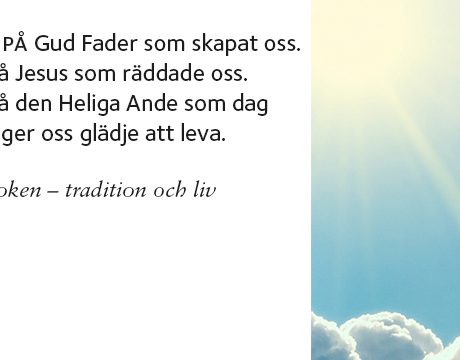 PÅ Gud Fader som skapat oss.
å Jesus som räddade oss.
å den Heliga Ande som dag
ger oss glädje att leva.
oken – tradition och liv